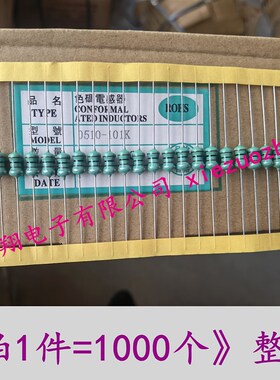 品名 色碼電感器
TYPE CONFORMAL
ATED INDUCTORS
ROHS
型號
MODEL 0510-101K
DATE
翔电子有限公司 xiezuozh
1件=1000个》整